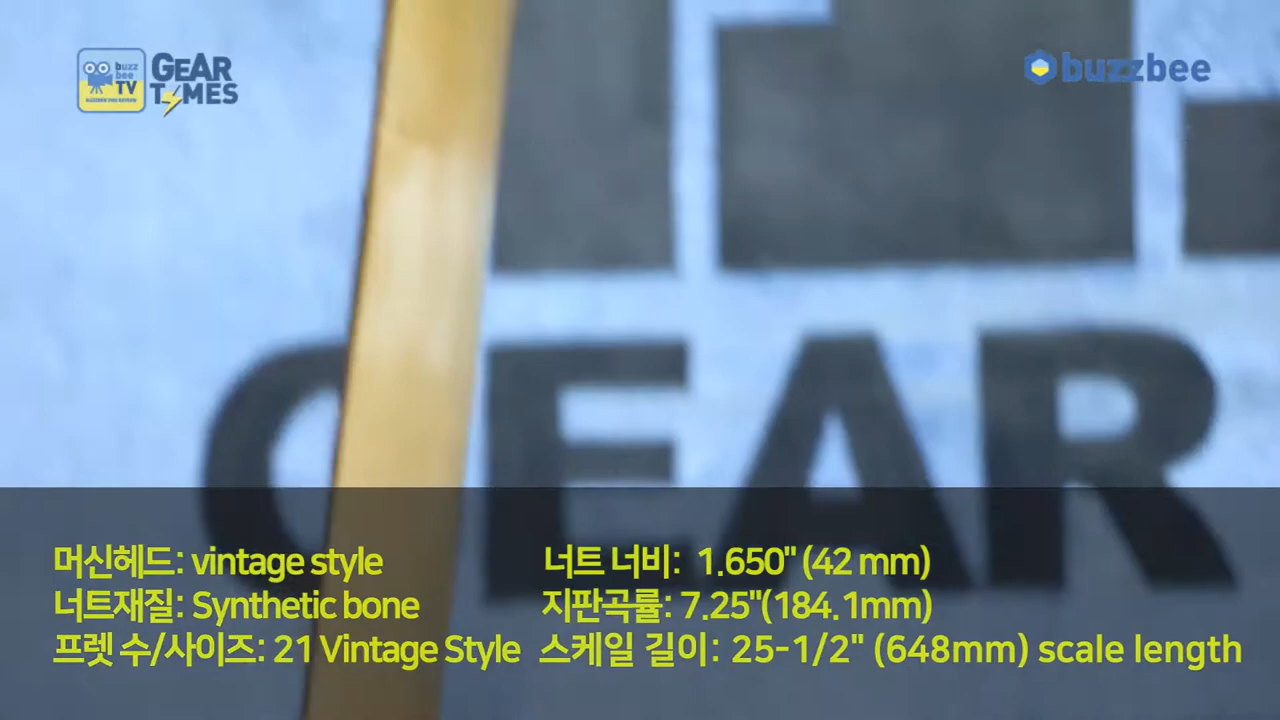 buzz
bee
TV
GEAR
TIMES
buzzbee
GEAR
머신헤드: vintage style
너트 너비: 1.650" (42 mm)
너트재질: Synthetic bone
지판곡률: 7.25"(184.1mm)
프렛 수/사이즈: 21 Vintage Style
스케일 길이: 25-1/2" (648mm) scale length